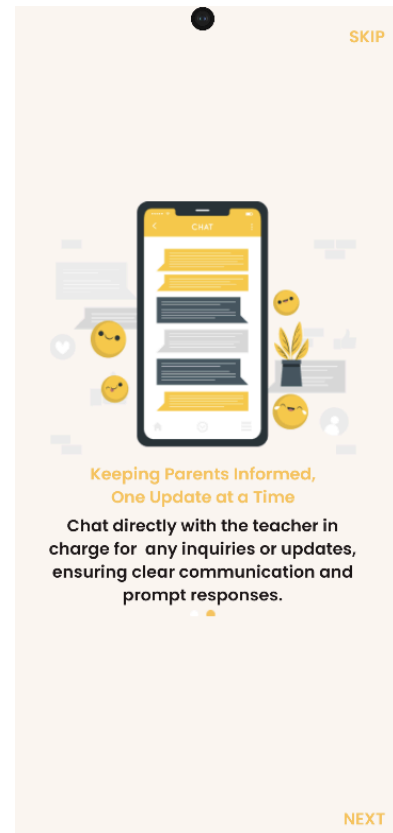 SKIP
CHAT
Keeping Parents Informed,
One Update at a Time
Chat directly with the teacher in
charge for  any inquiries or updates,
ensuring clear communication and
prompt responses.
NEXT